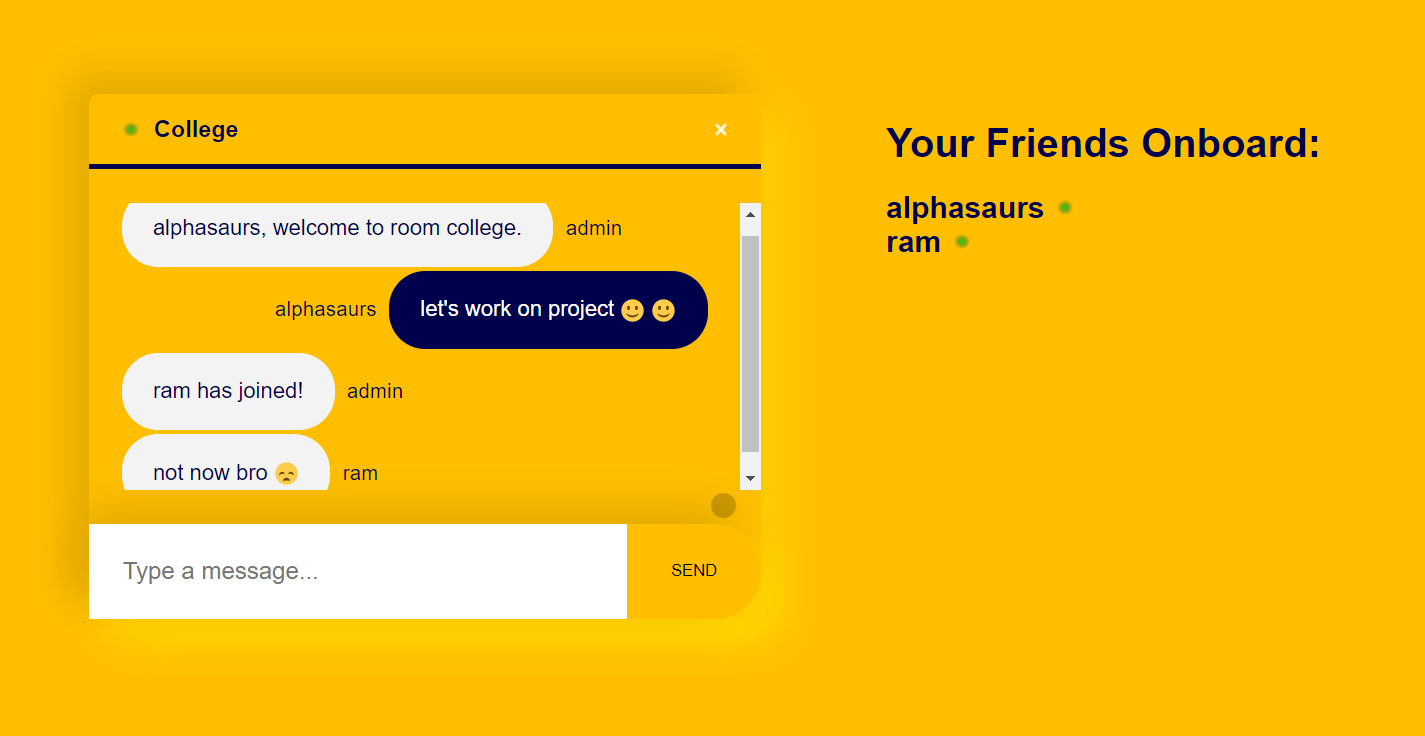 College ×
alphasaurs, welcome to room college. admin
alphasaurs let's work on project 🙂 🙂
ram has joined! admin
not now bro 😞 ram
Type a message...
SEND
Your Friends Onboard:
alphasaurs
ram